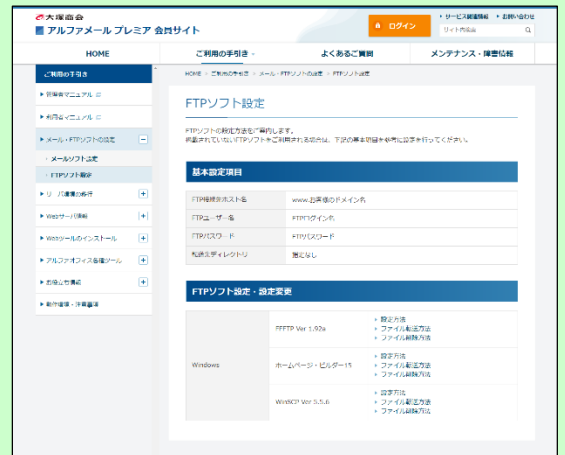 大塚商会
アルファメール プレミア 会員サイト
ログイン
サービス関連情報
お問い合わせ
サイト内検索
HOME
ご利用の手引き
よくあるご質問
メンテナンス・障害情報
ご利用の手引き
管理者マニュアル
利用者マニュアル
メール・FTPソフトの設定
メールソフト設定
FTPソフト設定
サーバ環境の移行
Webサーバ情報
Webツールのインストール
アルファオフィス各種ツール
お役立ち情報
動作環境・注意事項
HOME > ご利用の手引き > メール・FTPソフトの設定 > FTPソフト設定
FTPソフト設定
FTPソフトの設定方法をご案内します。
掲載されていないFTPソフトをご利用される場合は、下記の基本項目を参考に設定を行ってください。
基本設定項目
FTP接続先ホスト名 www.お客様のドメイン名
FTPユーザー名 FTPログイン名
FTPパスワード FTPパスワード
転送先ディレクトリ 指定なし
FTPソフト設定・設定変更
Windows
FFFTP Ver 1.92a
設定方法
ファイル転送方法
ファイル削除方法
ホームページ・ビルダー15
設定方法
ファイル転送方法
ファイル削除方法
WinSCP Ver 5.5.6
設定方法
ファイル転送方法
ファイル削除方法